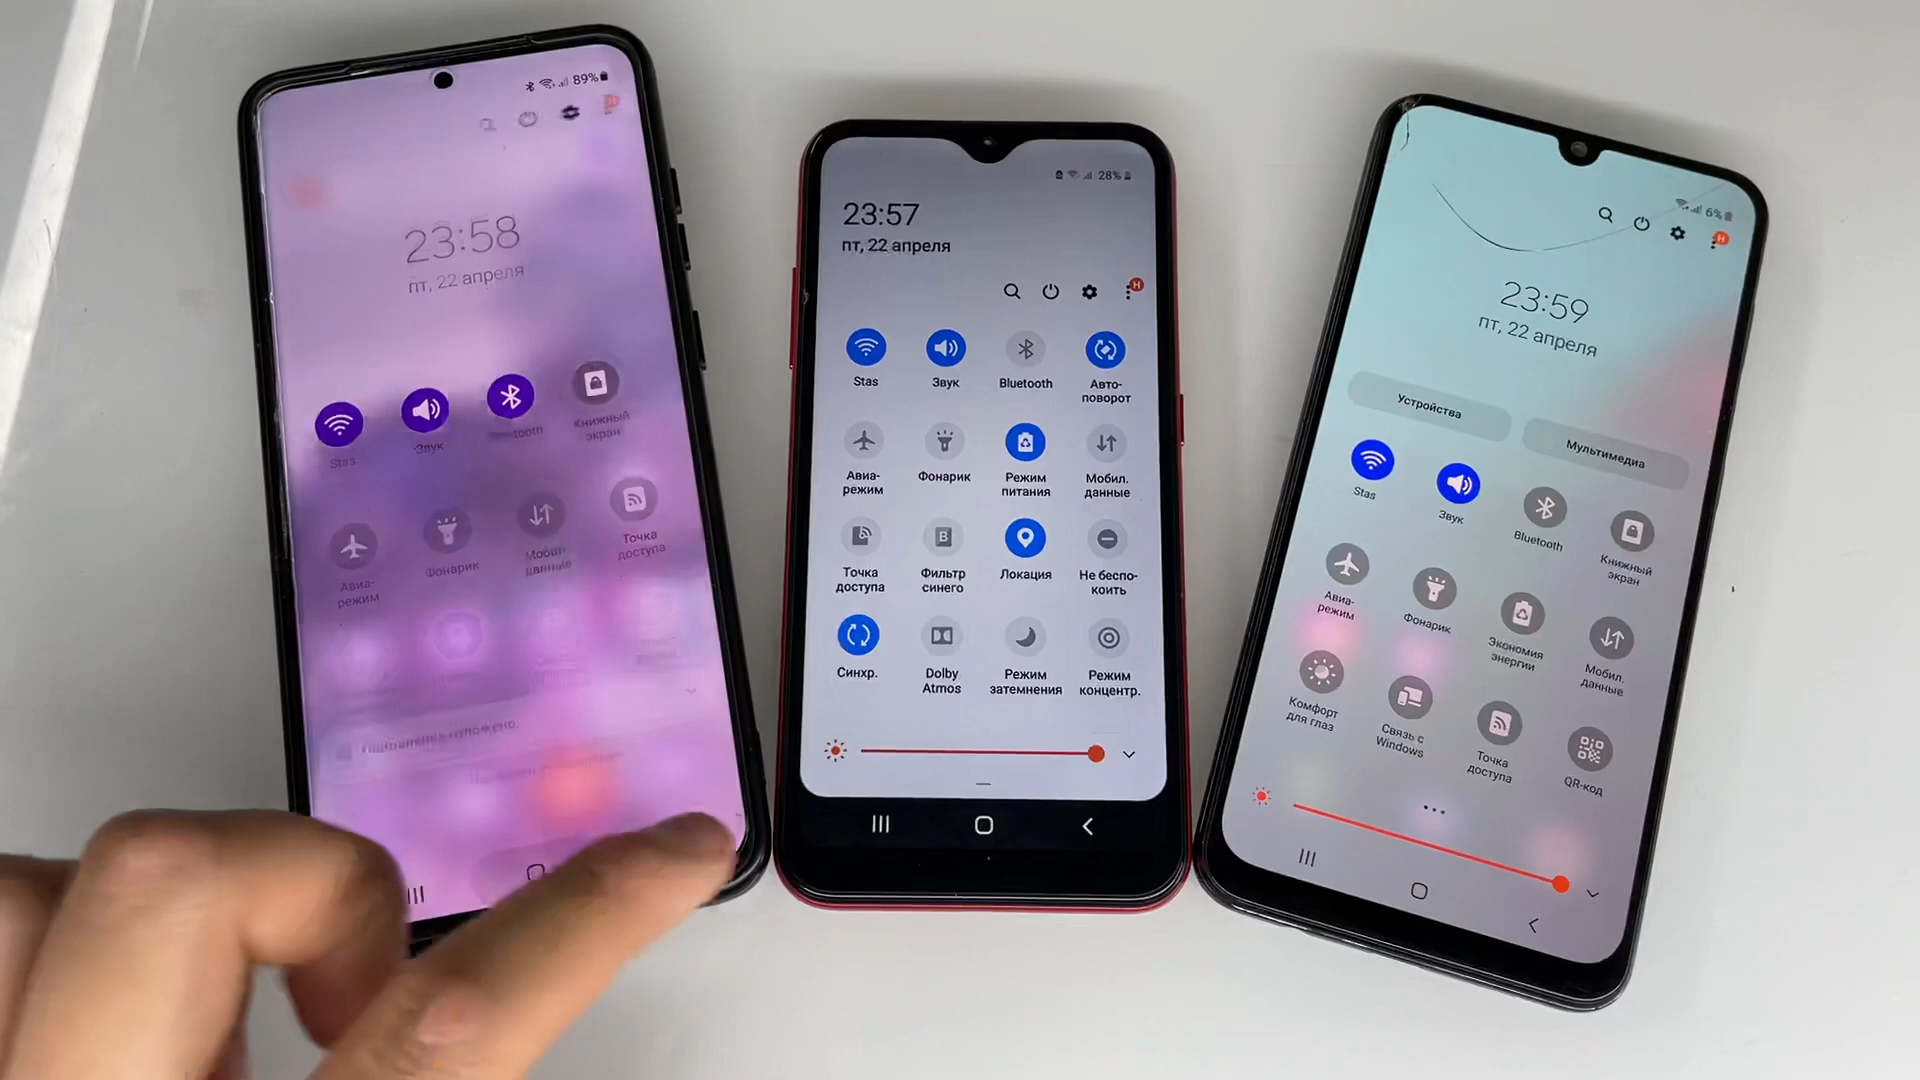 89%
23:58
пт, 22 апреля
Stas
Звук
tooth
Книжный
экран
Авиа-
режим
Фонарик
Мобил.
данные
Точка
доступа
28%
23:57
пт, 22 апреля
Н
Stas
Звук
Bluetooth
Авто-
поворот
Авиа-
режим
Фонарик
Режим
питания
Мобил.
данные
Точка
доступа
B
Фильтр
синего
Локация
Не беспо-
коить
Синхр.
Dolby
Atmos
Режим
затемнения
Режим
концентр.
6%
Н
23:59
пт, 22 апреля
Устройства
Мультимедиа
Stas
Звук
Bluetooth
Книжный
экран
Авиа-
режим
Фонарик
Экономия
энергии
Мобил.
данные
Комфорт
для глаз
Связь с
Windows
Точка
доступа
QR-код